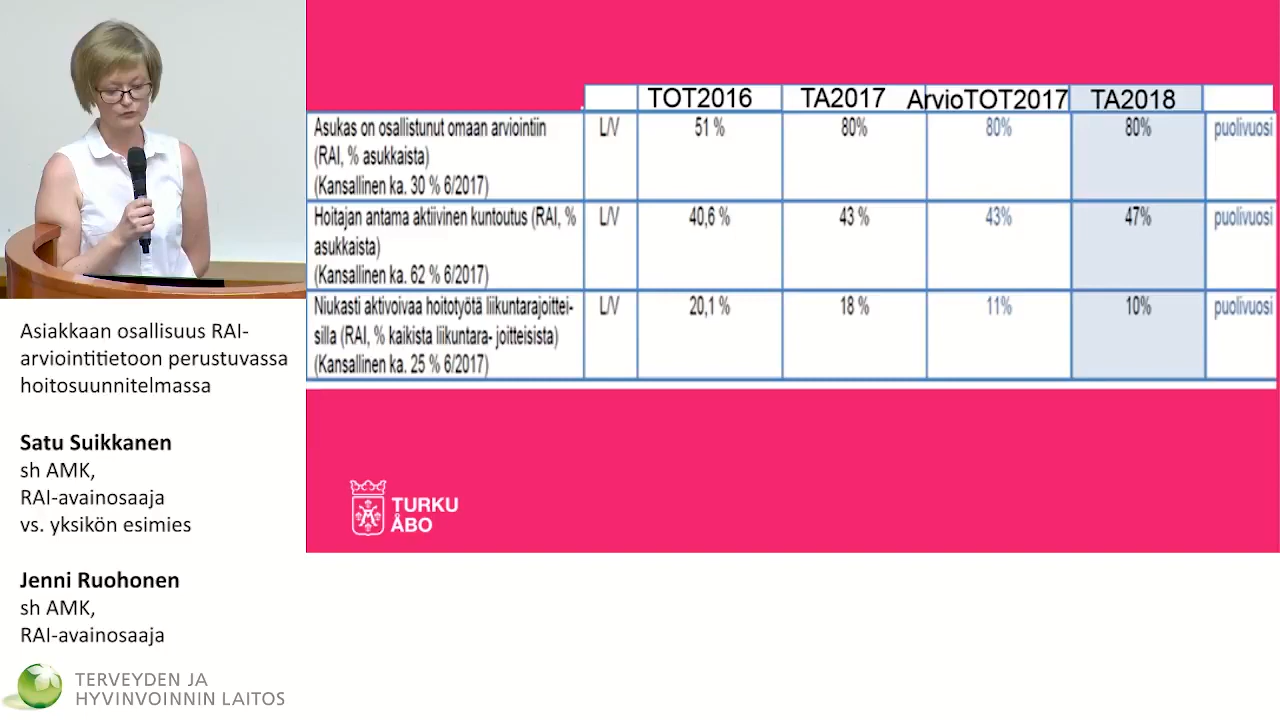 Asiakkaan osallisuus RAI-
arviointitietoon perustuvassa
hoitosuunnitelmassa
Satu Suikkanen
sh AMK,
RAI-avainosaaja
vs. yksikön esimies
Jenni Ruohonen
sh AMK,
RAI-avainosaaja
TERVEYDEN JA
HYVINVOINNIN LAITOS
TOT2016 TA2017 ArvioTOT2017 TA2018
Asukas on osallistunut omaan arviointiin L/V 51 % 80% 80% 80% puolivuosi
(RAI, % asukkaista)
(Kansallinen ka. 30 % 6/2017)
Hoitajan antama aktiivinen kuntoutus (RAI, % L/V 40,6 % 43 % 43% 47% puolivuosi
asukkaista)
(Kansallinen ka. 62 % 6/2017)
Niukasti aktivoivaa hoitotyötä liikuntarajoittei- L/V 20,1 % 18 % 11% 10% puolivuosi
silla (RAI, % kaikista liikuntara- joitteisista)
(Kansallinen ka. 25 % 6/2017)
TURKU
ÅBO